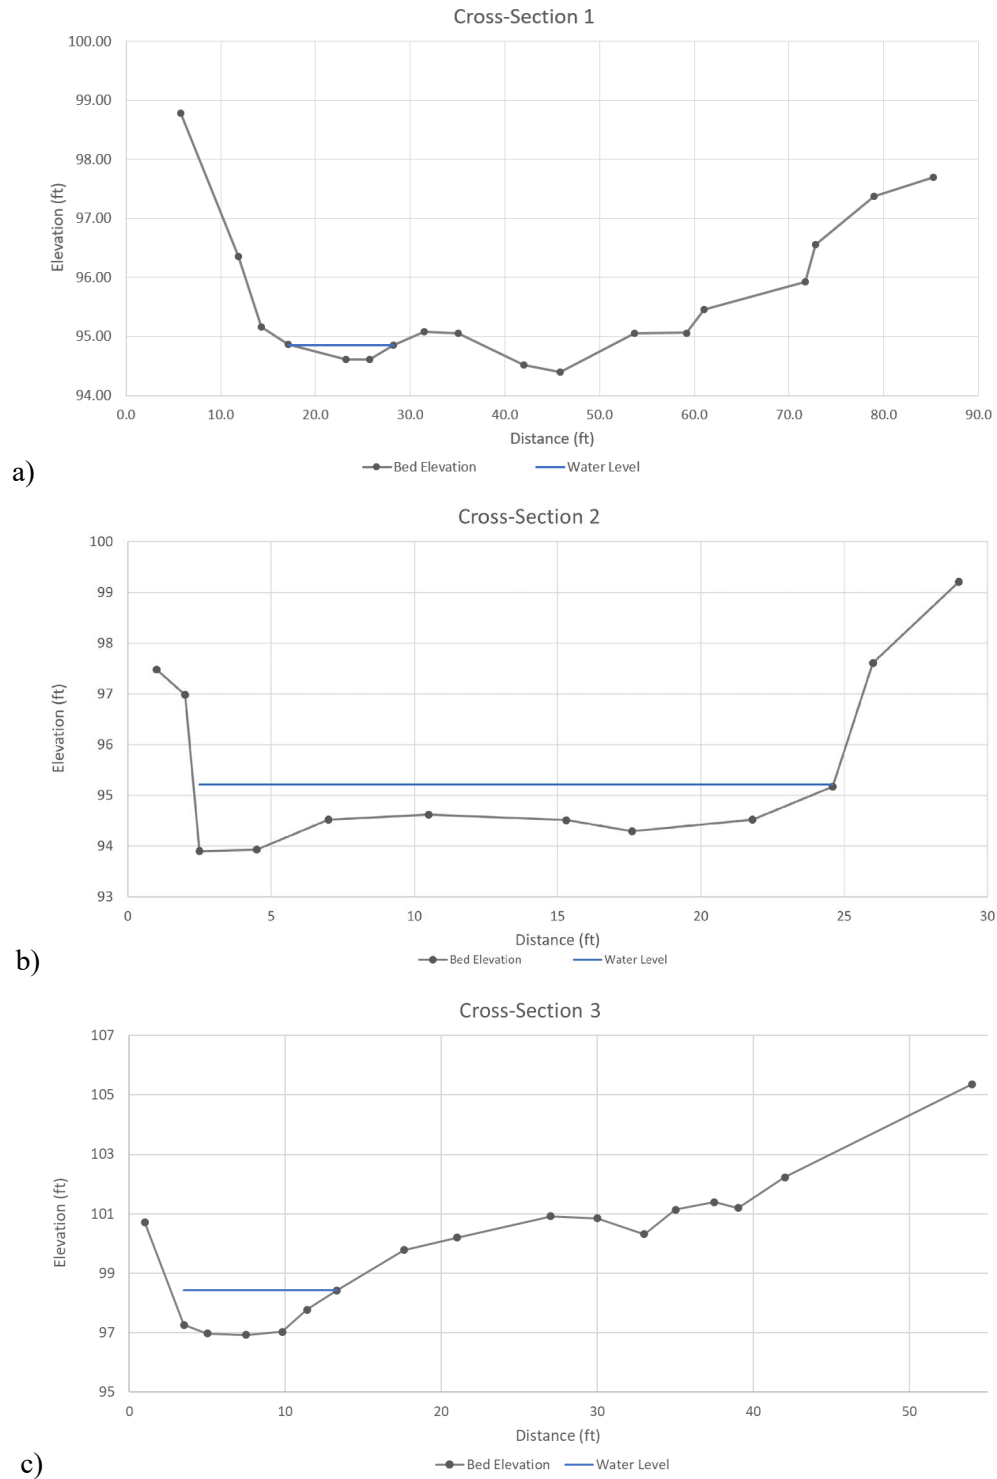 Cross-Section 1
100.00
99.00
98.00
97.00
96.00
95.00
94.00
Elevation (ft)
0.0 10.0 20.0 30.0 40.0 50.0 60.0 70.0 80.0 90.0
Distance (ft)
Bed Elevation Water Level
a)
Cross-Section 2
100
99
98
97
96
95
94
93
Elevation (ft)
0 5 10 15 20 25 30
Distance (ft)
Bed Elevation Water Level
b)
Cross-Section 3
107
105
103
101
99
97
95
Elevation (ft)
0 10 20 30 40 50
Distance (ft)
Bed Elevation Water Level
c)